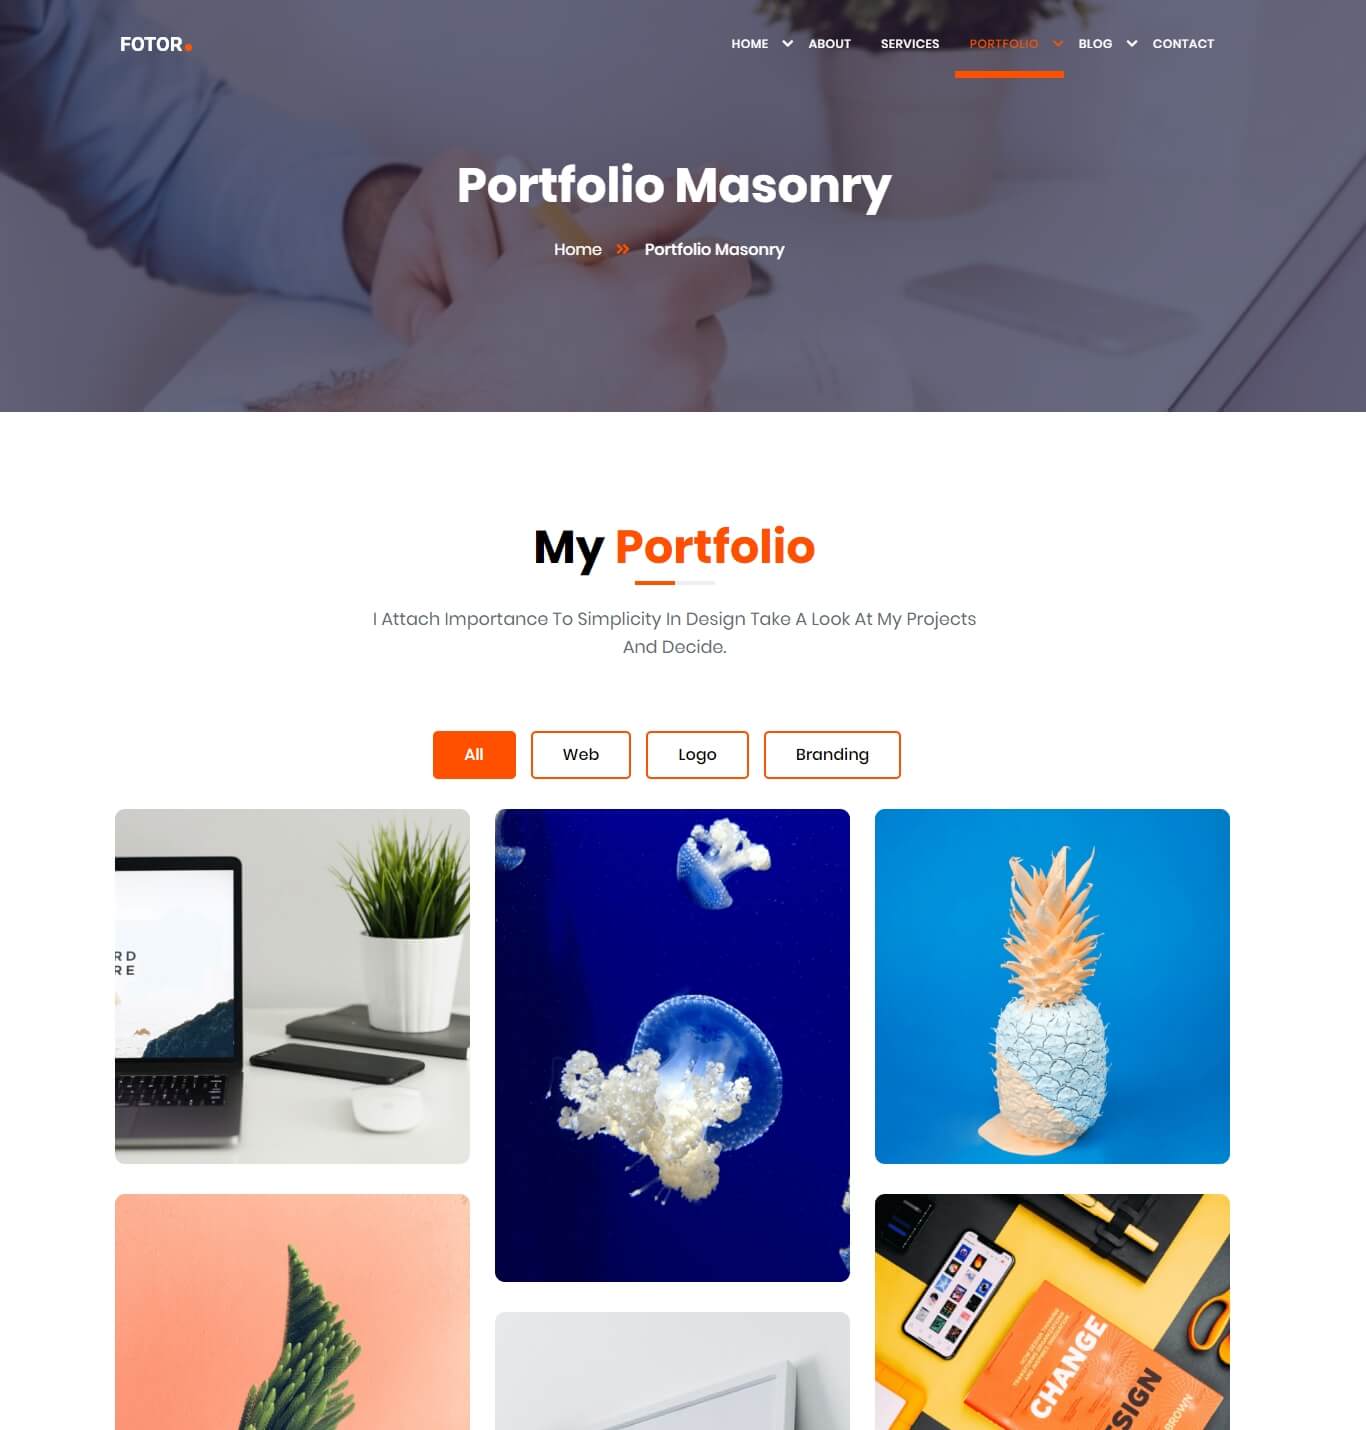 FOTOR.
HOME
ABOUT
SERVICES
PORTFOLIO
BLOG
CONTACT
Portfolio Masonry
Home
Portfolio Masonry
My Portfolio
I Attach Importance To Simplicity In Design Take A Look At My Projects
And Decide.
All
Web
Logo
Branding
RD
RE
CHANGE
SIGN
BROWN